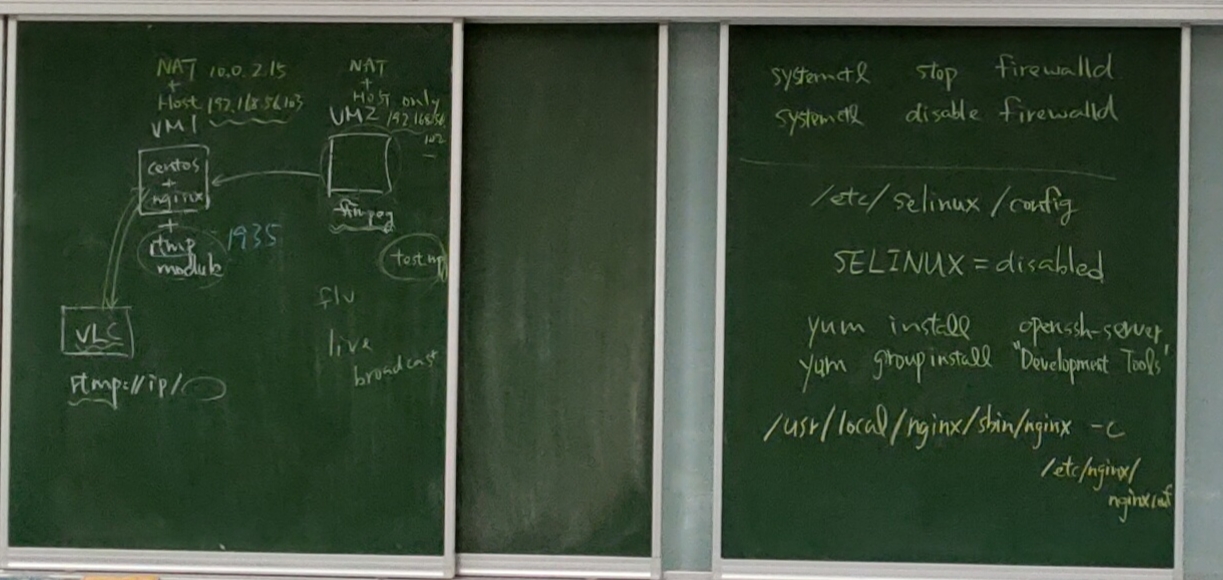 NAT 10.0.2.15
+
Host 192.168.56.103
VM1
centos
+
nginx
+
rtmp 1935
module
NAT
+
Host only
VM2 192.168.56
102
ffmpeg
test.mp
flv
live
broadcast
VLC
rtmp://ip/
systemctl stop firewalld
systemctl disable firewalld
/etc/selinux/config
SELINUX=disabled
yum install openssh-server
yum groupinstall "Development Tools"
/usr/local/nginx/sbin/nginx -c
/etc/nginx/
nginx.conf